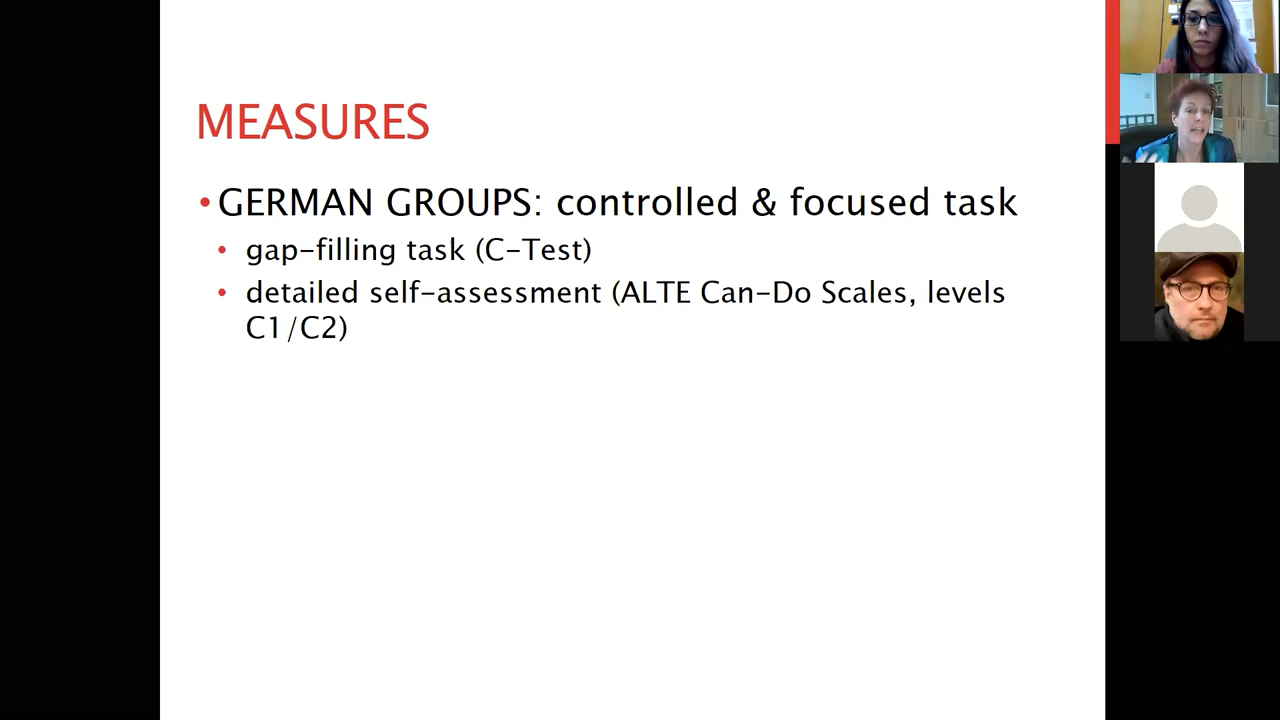 MEASURES
•GERMAN GROUPS: controlled & focused task
• gap-filling task (C-Test)
• detailed self-assessment (ALTE Can-Do Scales, levels
C1/C2)